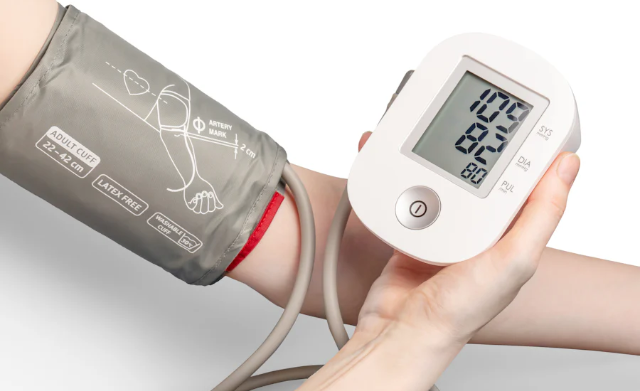 ARTERY
MARK
2 cm
ADULT CUFF
22 - 42 cm
LATEX FREE
WASHABLE
CUFF
109
SYS
82
DIA
80
PUL